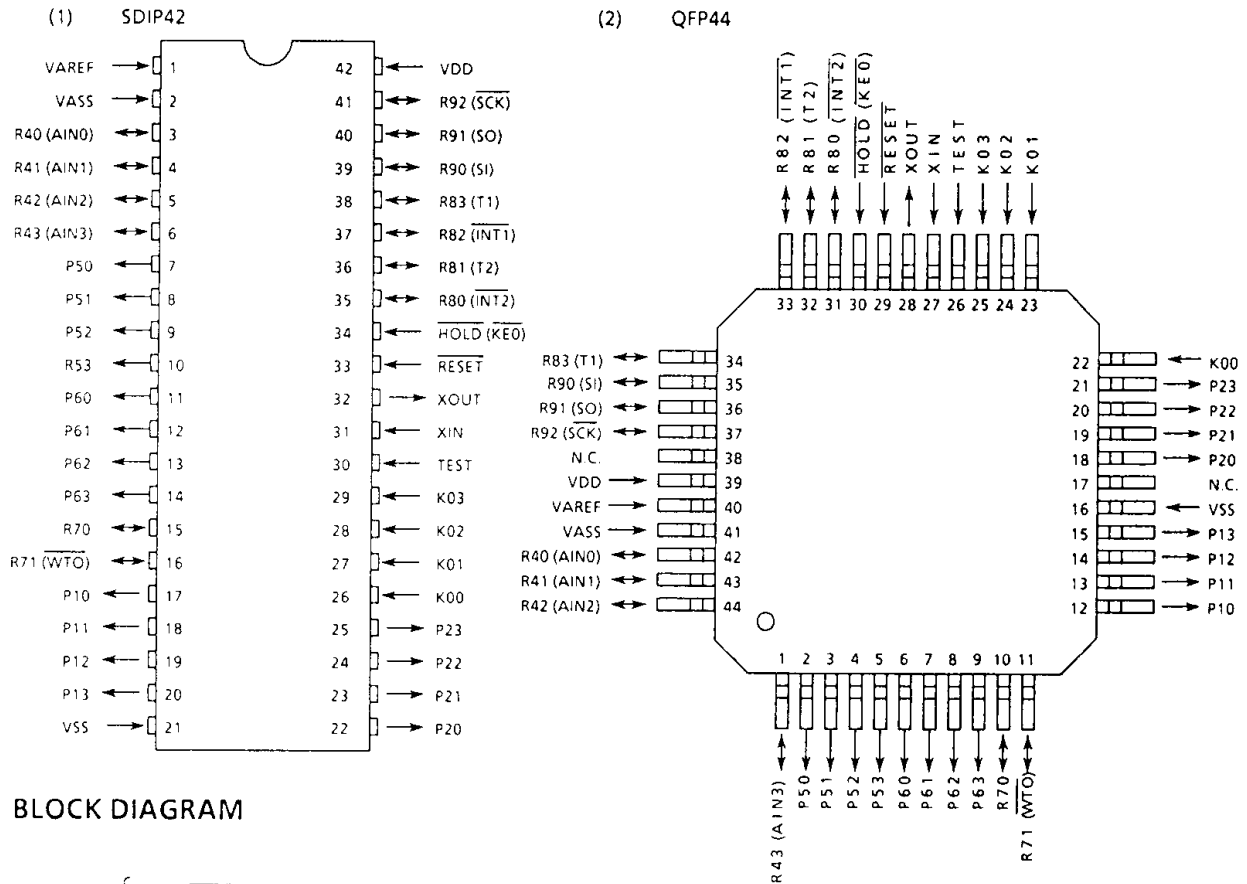 (1) SDIP42
VAREF 1 42 VDD
VASS 2 41 R92 (SCK)
R40 (AIN0) 3 40 R91 (SO)
R41 (AIN1) 4 39 R90 (SI)
R42 (AIN2) 5 38 R83 (T1)
R43 (AIN3) 6 37 R82 (INT1)
P50 7 36 R81 (T2)
P51 8 35 R80 (INT2)
P52 9 34 HOLD (KE0)
R53 10 33 RESET
P60 11 32 XOUT
P61 12 31 XIN
P62 13 30 TEST
P63 14 29 K03
R70 15 28 K02
R71 (WTO) 16 27 K01
P10 17 26 K00
P11 18 25 P23
P12 19 24 P22
P13 20 23 P21
VSS 21 22 P20
(2) QFP44
R82 (INT1)
R81 (T2)
R80 (INT2)
HOLD (KE0)
RESET
XOUT
XIN
TEST
K03
K02
K01
33 32 31 30 29 28 27 26 25 24 23
R83 (T1) 34 22 K00
R90 (SI) 35 21 P23
R91 (SO) 36 20 P22
R92 (SCK) 37 19 P21
N.C. 38 18 P20
VDD 39 17 N.C.
VAREF 40 16 VSS
VASS 41 15 P13
R40 (AIN0) 42 14 P12
R41 (AIN1) 43 13 P11
R42 (AIN2) 44 12 P10
1 2 3 4 5 6 7 8 9 10 11
R43 (AIN3)
P50
P51
P52
P53
P60
P61
P62
P63
R70
R71 (WTO)
BLOCK DIAGRAM